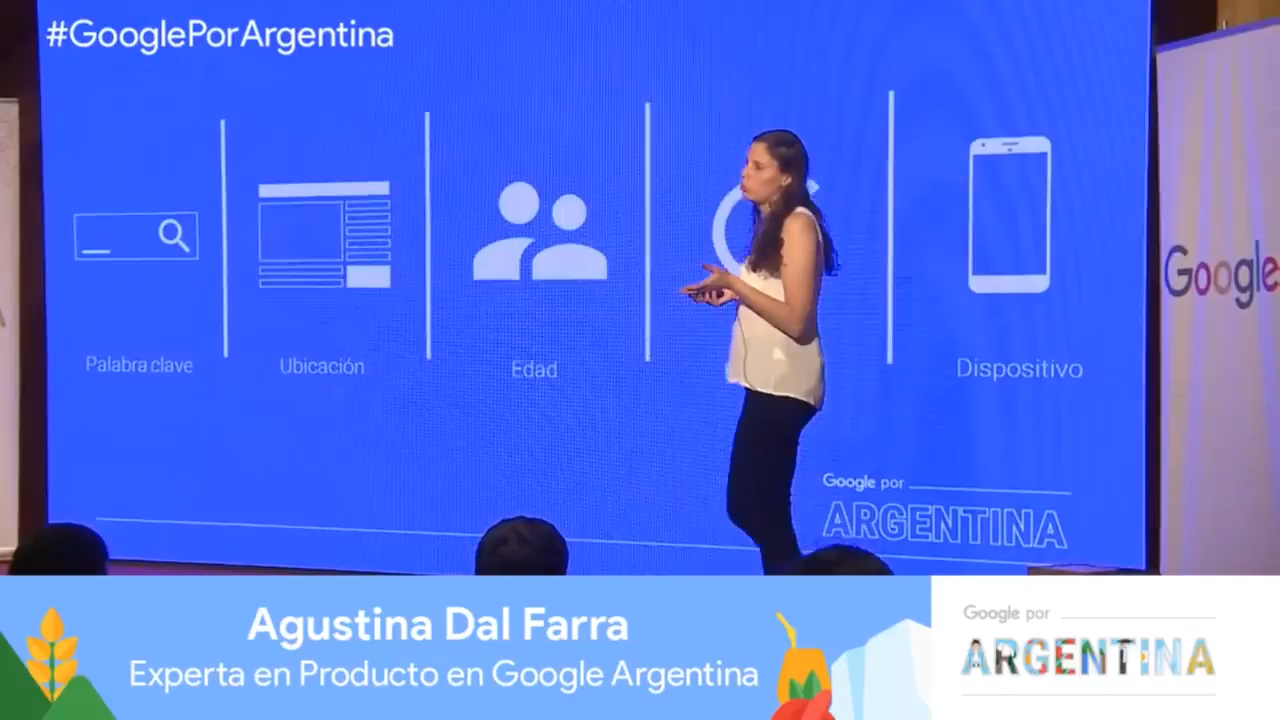 #GooglePorArgentina
Palabra clave
Ubicación
Edad
Dispositivo
Google
Google por
ARGENTINA
Agustina Dal Farra
Experta en Producto en Google Argentina
Google por
ARGENTINA